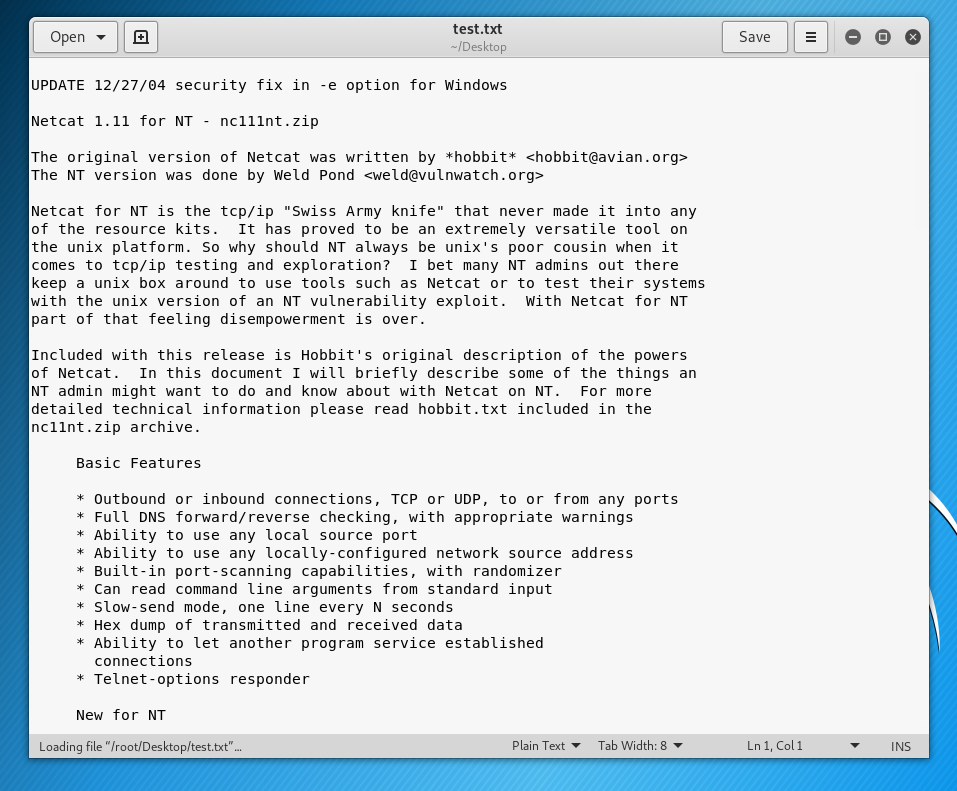 Open
test.txt
~/Desktop
Save
UPDATE 12/27/04 security fix in -e option for Windows
Netcat 1.11 for NT - nc111nt.zip
The original version of Netcat was written by *hobbit* <hobbit@avian.org>
The NT version was done by Weld Pond <weld@vulnwatch.org>
Netcat for NT is the tcp/ip "Swiss Army knife" that never made it into any
of the resource kits.  It has proved to be an extremely versatile tool on
the unix platform. So why should NT always be unix's poor cousin when it
comes to tcp/ip testing and exploration?  I bet many NT admins out there
keep a unix box around to use tools such as Netcat or to test their systems
with the unix version of an NT vulnerability exploit.  With Netcat for NT
part of that feeling disempowerment is over.
Included with this release is Hobbit's original description of the powers
of Netcat.  In this document I will briefly describe some of the things an
NT admin might want to do and know about with Netcat on NT.  For more
detailed technical information please read hobbit.txt included in the
nc11nt.zip archive.
Basic Features
* Outbound or inbound connections, TCP or UDP, to or from any ports
* Full DNS forward/reverse checking, with appropriate warnings
* Ability to use any local source port
* Ability to use any locally-configured network source address
* Built-in port-scanning capabilities, with randomizer
* Can read command line arguments from standard input
* Slow-send mode, one line every N seconds
* Hex dump of transmitted and received data
* Ability to let another program service established
connections
* Telnet-options responder
New for NT
Loading file “/root/Desktop/test.txt”…
Plain Text
Tab Width: 8
Ln 1, Col 1
INS